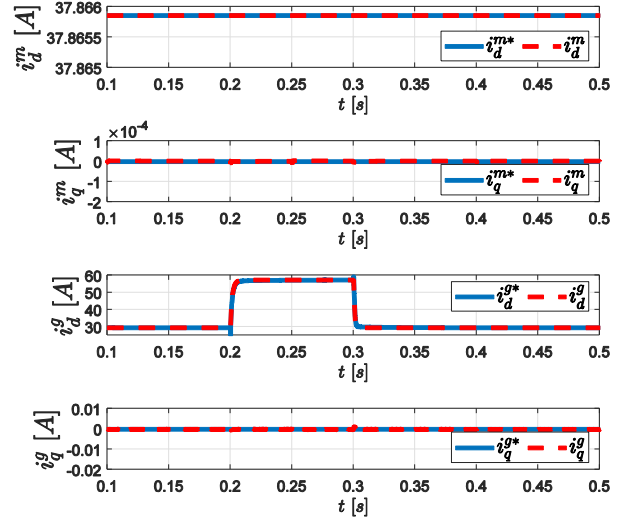 37.866
37.8655
37.865
i_d^m [A]
i_d^{m*} i_d^m
0.1 0.15 0.2 0.25 0.3 0.35 0.4 0.45 0.5
t [s]
×10^-4
1
0
-1
-2
i_q^m [A]
i_q^{m*} i_q^m
0.1 0.15 0.2 0.25 0.3 0.35 0.4 0.45 0.5
t [s]
60
50
40
30
i_d^g [A]
i_d^{g*} i_d^g
0.1 0.15 0.2 0.25 0.3 0.35 0.4 0.45 0.5
t [s]
0.01
0
-0.01
-0.02
i_q^g [A]
i_q^{g*} i_q^g
0.1 0.15 0.2 0.25 0.3 0.35 0.4 0.45 0.5
t [s]